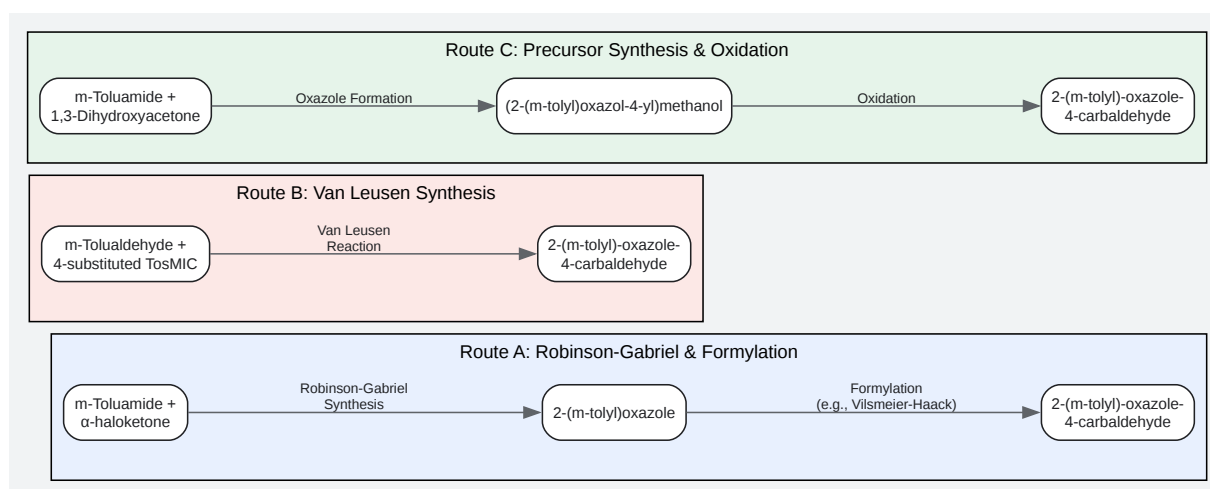 Route C: Precursor Synthesis & Oxidation
m-Toluamide +
1,3-Dihydroxyacetone
Oxazole Formation
(2-(m-tolyl)oxazol-4-yl)methanol
Oxidation
2-(m-tolyl)-oxazole-
4-carbaldehyde
Route B: Van Leusen Synthesis
m-Tolualdehyde +
4-substituted TosMIC
Van Leusen
Reaction
2-(m-tolyl)-oxazole-
4-carbaldehyde
Route A: Robinson-Gabriel & Formylation
m-Toluamide +
α-haloketone
Robinson-Gabriel
Synthesis
2-(m-tolyl)oxazole
Formylation
(e.g., Vilsmeier-Haack)
2-(m-tolyl)-oxazole-
4-carbaldehyde